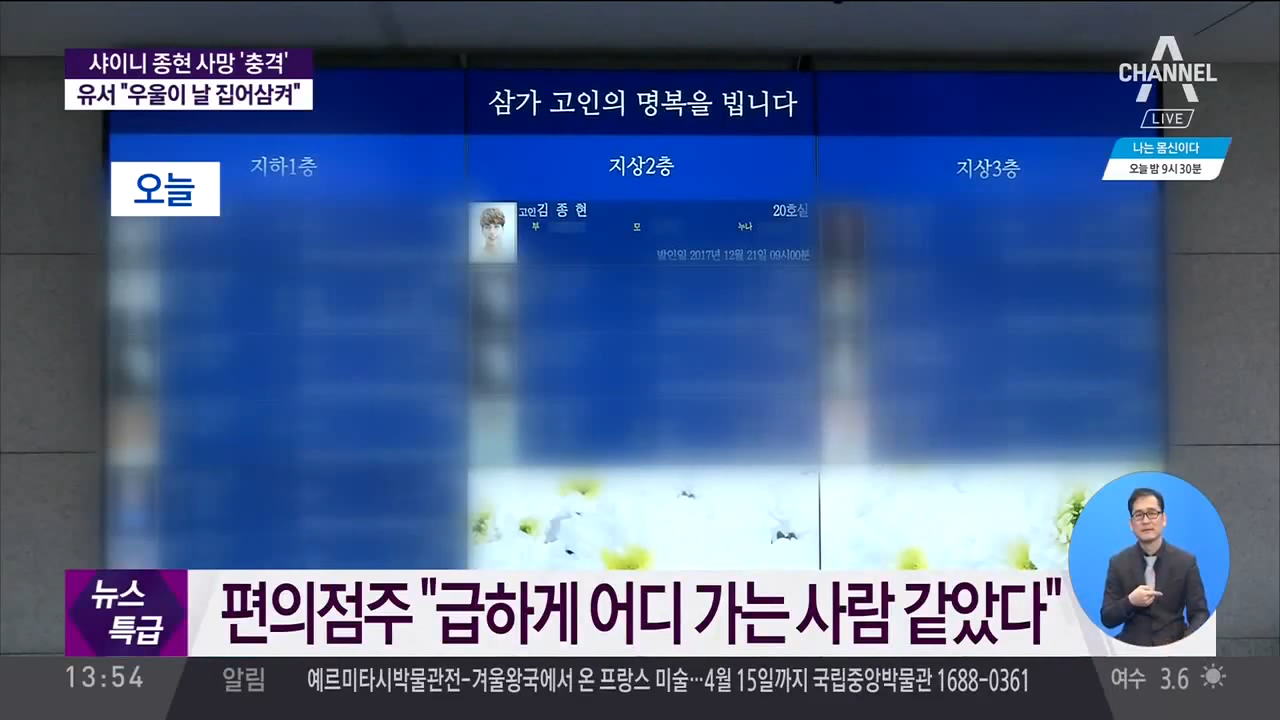 샤이니 종현 사망 '충격'
유서 "우울이 날 집어삼켜"
CHANNEL A
LIVE
나는 몸신이다
오늘 밤 9시 30분
오늘
삼가 고인의 명복을 빕니다
지하1층
지상2층
지상3층
고인 김 종 현
20호실
부
모
누나
발인일 2017년 12월 21일 09시00분
뉴스
특급
편의점주 "급하게 어디 가는 사람 같았다"
13:54
알림
예르미타시박물관전-겨울왕국에서 온 프랑스 미술…4월 15일까지 국립중앙박물관 1688-0361
여수 3.6